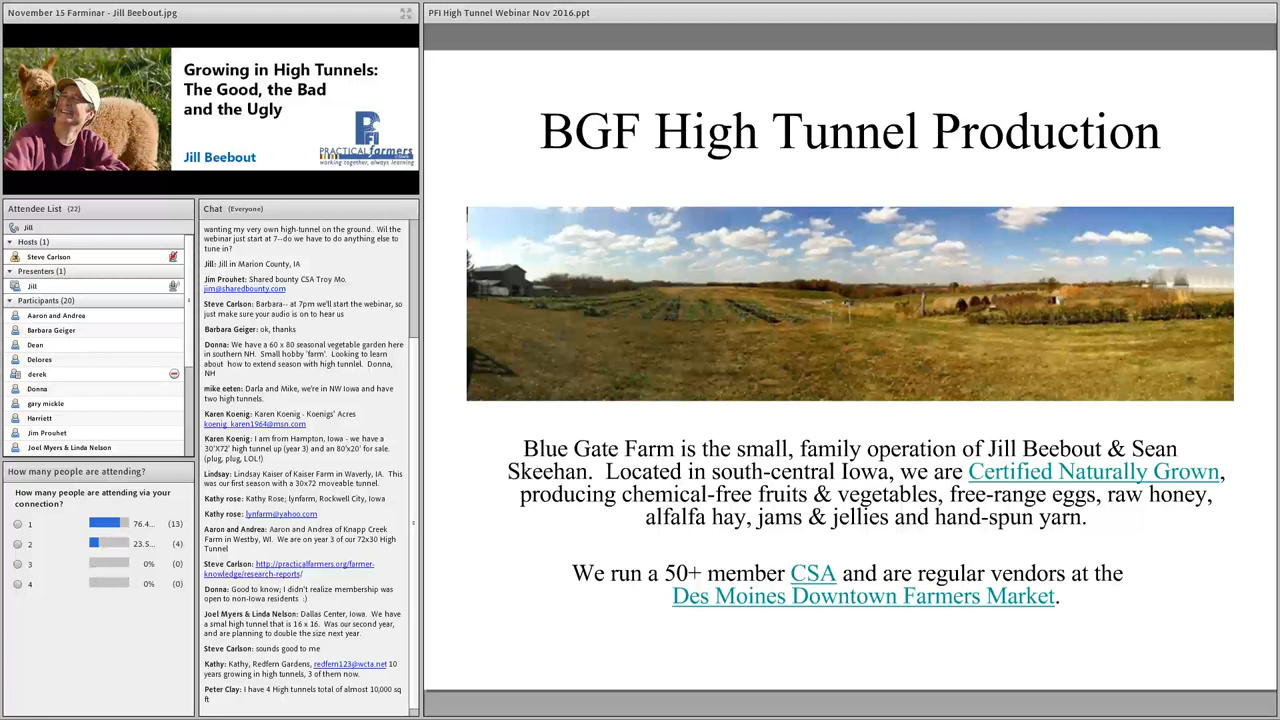 November 15 Farminar - Jill Beebout.jpg
Growing in High Tunnels:
The Good, the Bad
and the Ugly
Jill Beebout
PFI
PRACTICAL farmers
working together, always learning
Attendee List (22)
Jill
Hosts (1)
Steve Carlson
Presenters (1)
Jill
Participants (20)
Aaron and Andrea
Barbara Geiger
Dean
Delores
derek
Donna
gary mickle
Harriett
Jim Prouhet
Joel Myers & Linda Nelson
How many people are attending?
How many people are attending via your
connection?
1 76.4... (13)
2 23.5... (4)
3 0% (0)
4 0% (0)
Chat (Everyone)
wanting my very own high-tunnel on the ground.. Wil the
webinar just start at 7--do we have to do anything else to
tune in?
Jill: Jill in Marion County, IA
Jim Prouhet: Shared bounty CSA Troy Mo.
jim@sharedbounty.com
Steve Carlson: Barbara-- at 7pm we'll start the webinar, so
just make sure your audio is on to hear us
Barbara Geiger: ok, thanks
Donna: We have a 60 x 80 seasonal vegetable garden here
in southern NH. Small hobby 'farm'. Looking to learn
about how to extend season with high tunnel. Donna,
NH
mike eeten: Darla and Mike, we're in NW Iowa and have
two high tunnels.
Karen Koenig: Karen Koenig - Koenigs' Acres
koenig_karen1964@msn.com
Karen Koenig: I am from Hampton, Iowa - we have a
30'X72' high tunnel up (year 3) and an 80'x20' for sale.
(plug, plug, LOL!)
Lindsay: Lindsay Kaiser of Kaiser Farm in Waverly, IA. This
was our first season with a 30x72 moveable tunnel.
Kathy rose: Kathy Rose; lynfarm, Rockwell City, Iowa
Kathy rose: lynfarm@yahoo.com
Aaron and Andrea: Aaron and Andrea of Knapp Creek
Farm in Westby, WI. We are on year 3 of our 72x30 High
Tunnel
Steve Carlson: http://practicalfarmers.org/farmer-
knowledge/research-reports/
Donna: Good to know; I didn't realize membership was
open to non-Iowa residents :)
Joel Myers & Linda Nelson: Dallas Center, Iowa. We have
a smal high tunnel that is 16 x 16. Was our second year,
and are planning to double the size next year.
Steve Carlson: sounds good to me
Kathy: Kathy, Redfern Gardens, redfern123@wcta.net 10
years growing in high tunnels, 3 of them now.
Peter Clay: I have 4 High tunnels total of almost 10,000 sq
ft
PFI High Tunnel Webinar Nov 2016.ppt
BGF High Tunnel Production
Blue Gate Farm is the small, family operation of Jill Beebout & Sean
Skeehan. Located in south-central Iowa, we are Certified Naturally Grown,
producing chemical-free fruits & vegetables, free-range eggs, raw honey,
alfalfa hay, jams & jellies and hand-spun yarn.
We run a 50+ member CSA and are regular vendors at the
Des Moines Downtown Farmers Market.